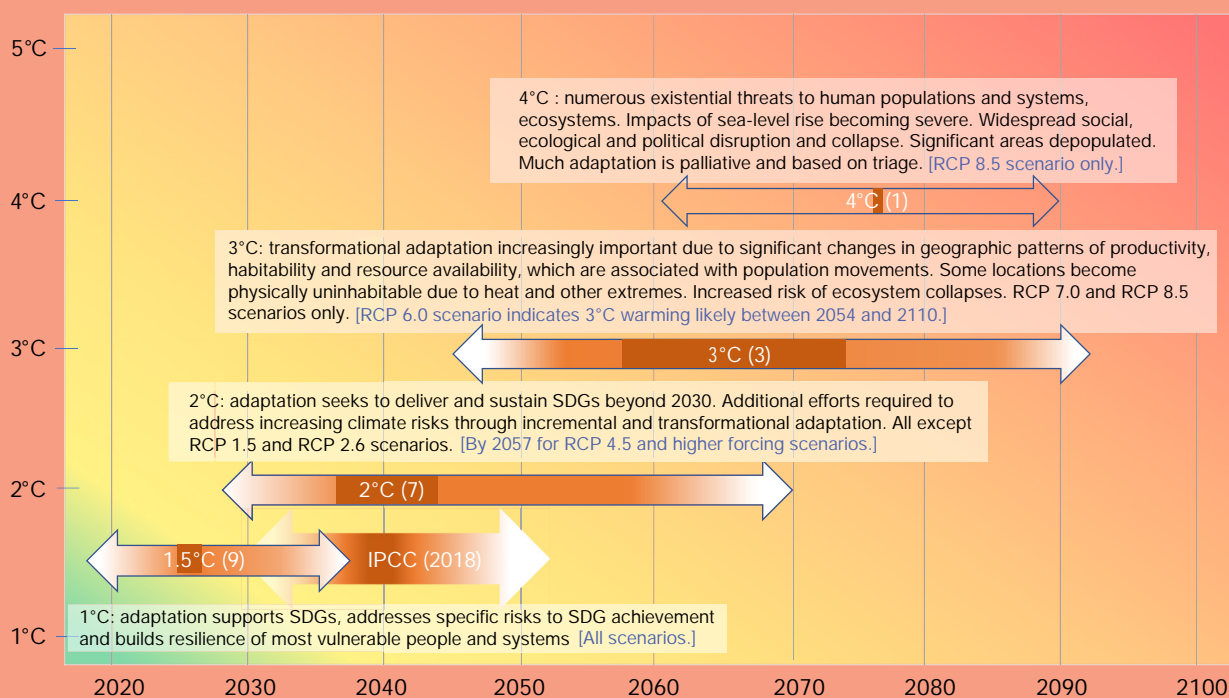 5°C
4°C : numerous existential threats to human populations and systems,
ecosystems. Impacts of sea-level rise becoming severe. Widespread social,
ecological and political disruption and collapse. Significant areas depopulated.
Much adaptation is palliative and based on triage. [RCP 8.5 scenario only.]
4°C
4°C (1)
3°C: transformational adaptation increasingly important due to significant changes in geographic patterns of productivity,
habitability and resource availability, which are associated with population movements. Some locations become
physically uninhabitable due to heat and other extremes. Increased risk of ecosystem collapses. RCP 7.0 and RCP 8.5
scenarios only. [RCP 6.0 scenario indicates 3°C warming likely between 2054 and 2110.]
3°C
3°C (3)
2°C: adaptation seeks to deliver and sustain SDGs beyond 2030. Additional efforts required to
address increasing climate risks through incremental and transformational adaptation. All except
RCP 1.5 and RCP 2.6 scenarios. [By 2057 for RCP 4.5 and higher forcing scenarios.]
2°C
2°C (7)
1.5°C (9)
IPCC (2018)
1°C: adaptation supports SDGs, addresses specific risks to SDG achievement
and builds resilience of most vulnerable people and systems [All scenarios.]
1°C
2020 2030 2040 2050 2060 2070 2080 2090 2100